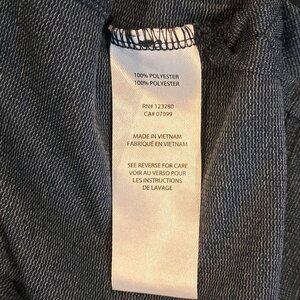 100% POLYESTER
100% POLYESTER
RN# 123280
CA# 07099
MADE IN VIETNAM
FABRIQUÉ EN VIETNAM
SEE REVERSE FOR CARE
VOIR AU VERSO POUR
LES INSTRUCTIONS
DE LAVAGE